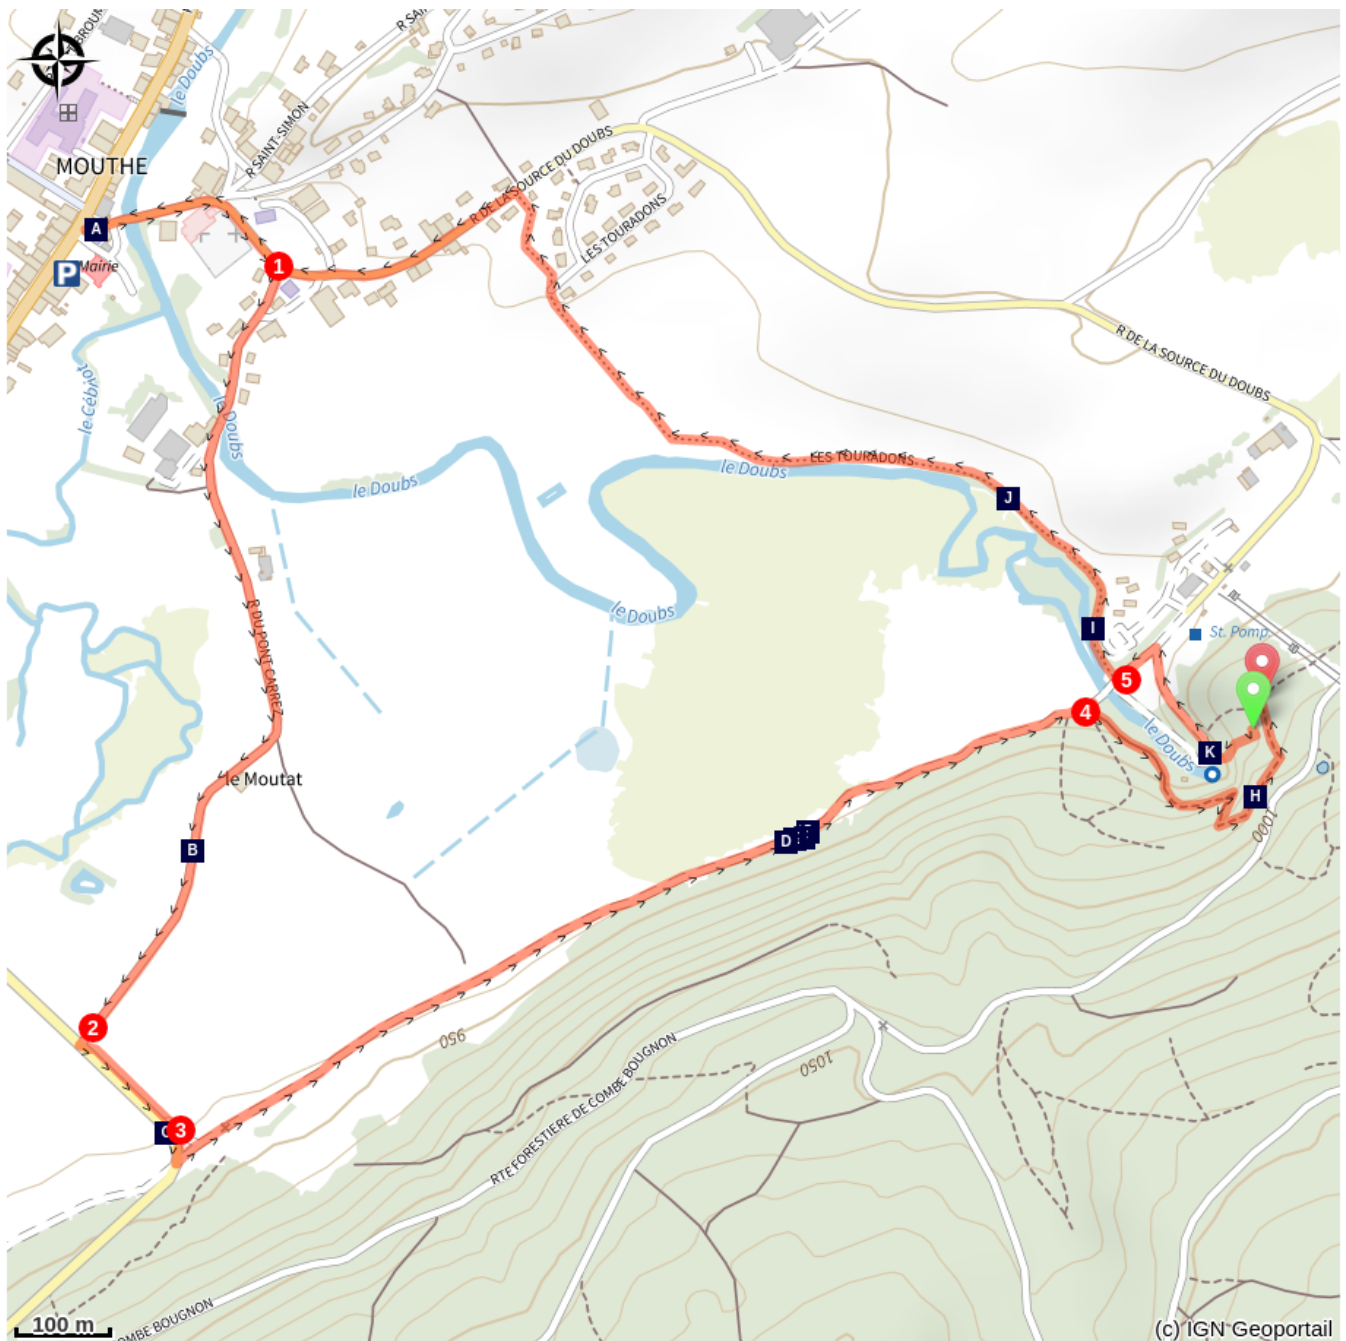 le Doubs
R SAINT-SIMON
MOUTHE
R DE LA SOURCE DU DOUBS
A
LES TOURADONS
P
Mairie
1
R DE LA SOURCE DU DOUBS
le Cébriot
le Doubs
le Doubs
LES TOURADONS
le Doubs
J
le Doubs
R DU PONT CARREZ
I
St. Pomp.
5
4
le Doubs
K
le Moutat
H
1000
B
D
2
950
RTE FORESTIERE DE COMBE BOUGNON
1050
3
COMBE BOUGNON
100 m
(c) IGN Geoportail